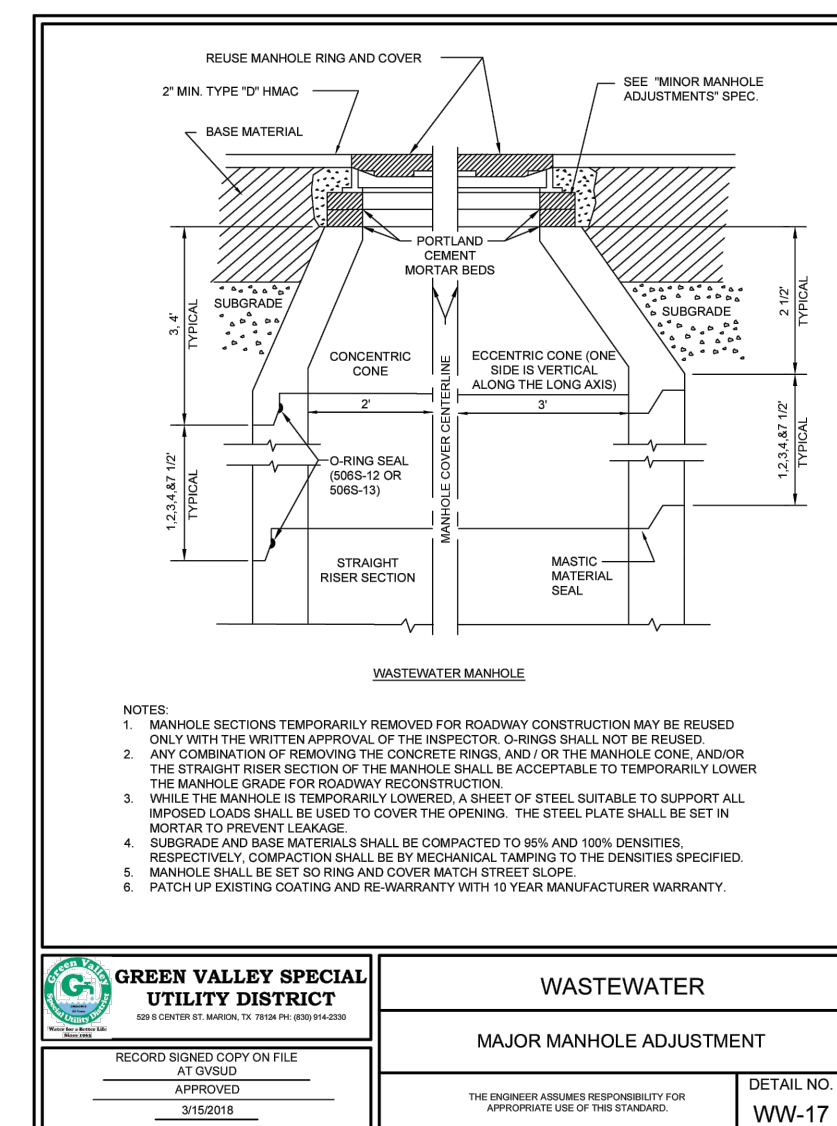 REUSE MANHOLE RING AND COVER
2" MIN. TYPE "D" HMAC
SEE "MINOR MANHOLE
ADJUSTMENTS" SPEC.
BASE MATERIAL
PORTLAND
CEMENT
MORTAR BEDS
3, 4'
TYPICAL
SUBGRADE
SUBGRADE
2 1/2'
TYPICAL
CONCENTRIC
CONE
ECCENTRIC CONE (ONE
SIDE IS VERTICAL
ALONG THE LONG AXIS)
2'
3'
MANHOLE COVER CENTERLINE
1,2,3,4,&7 1/2'
TYPICAL
1,2,3,4,&7 1/2'
TYPICAL
O-RING SEAL
(506S-12 OR
506S-13)
STRAIGHT
RISER SECTION
MASTIC
MATERIAL
SEAL
WASTEWATER MANHOLE
NOTES:
1. MANHOLE SECTIONS TEMPORARILY REMOVED FOR ROADWAY CONSTRUCTION MAY BE REUSED
ONLY WITH THE WRITTEN APPROVAL OF THE INSPECTOR. O-RINGS SHALL NOT BE REUSED.
2. ANY COMBINATION OF REMOVING THE CONCRETE RINGS, AND / OR THE MANHOLE CONE, AND/OR
THE STRAIGHT RISER SECTION OF THE MANHOLE SHALL BE ACCEPTABLE TO TEMPORARILY LOWER
THE MANHOLE GRADE FOR ROADWAY RECONSTRUCTION.
3. WHILE THE MANHOLE IS TEMPORARILY LOWERED, A SHEET OF STEEL SUITABLE TO SUPPORT ALL
IMPOSED LOADS SHALL BE USED TO COVER THE OPENING. THE STEEL PLATE SHALL BE SET IN
MORTAR TO PREVENT LEAKAGE.
4. SUBGRADE AND BASE MATERIALS SHALL BE COMPACTED TO 95% AND 100% DENSITIES,
RESPECTIVELY, COMPACTION SHALL BE BY MECHANICAL TAMPING TO THE DENSITIES SPECIFIED.
5. MANHOLE SHALL BE SET SO RING AND COVER MATCH STREET SLOPE.
6. PATCH UP EXISTING COATING AND RE-WARRANTY WITH 10 YEAR MANUFACTURER WARRANTY.
Green Valley
Special Utility District
Water for a Better Life
Since 1963
GREEN VALLEY SPECIAL
UTILITY DISTRICT
529 S CENTER ST. MARION, TX 78124 PH: (830) 914-2330
WASTEWATER
MAJOR MANHOLE ADJUSTMENT
RECORD SIGNED COPY ON FILE
AT GVSUD
APPROVED
3/15/2018
THE ENGINEER ASSUMES RESPONSIBILITY FOR
APPROPRIATE USE OF THIS STANDARD.
DETAIL NO.
WW-17